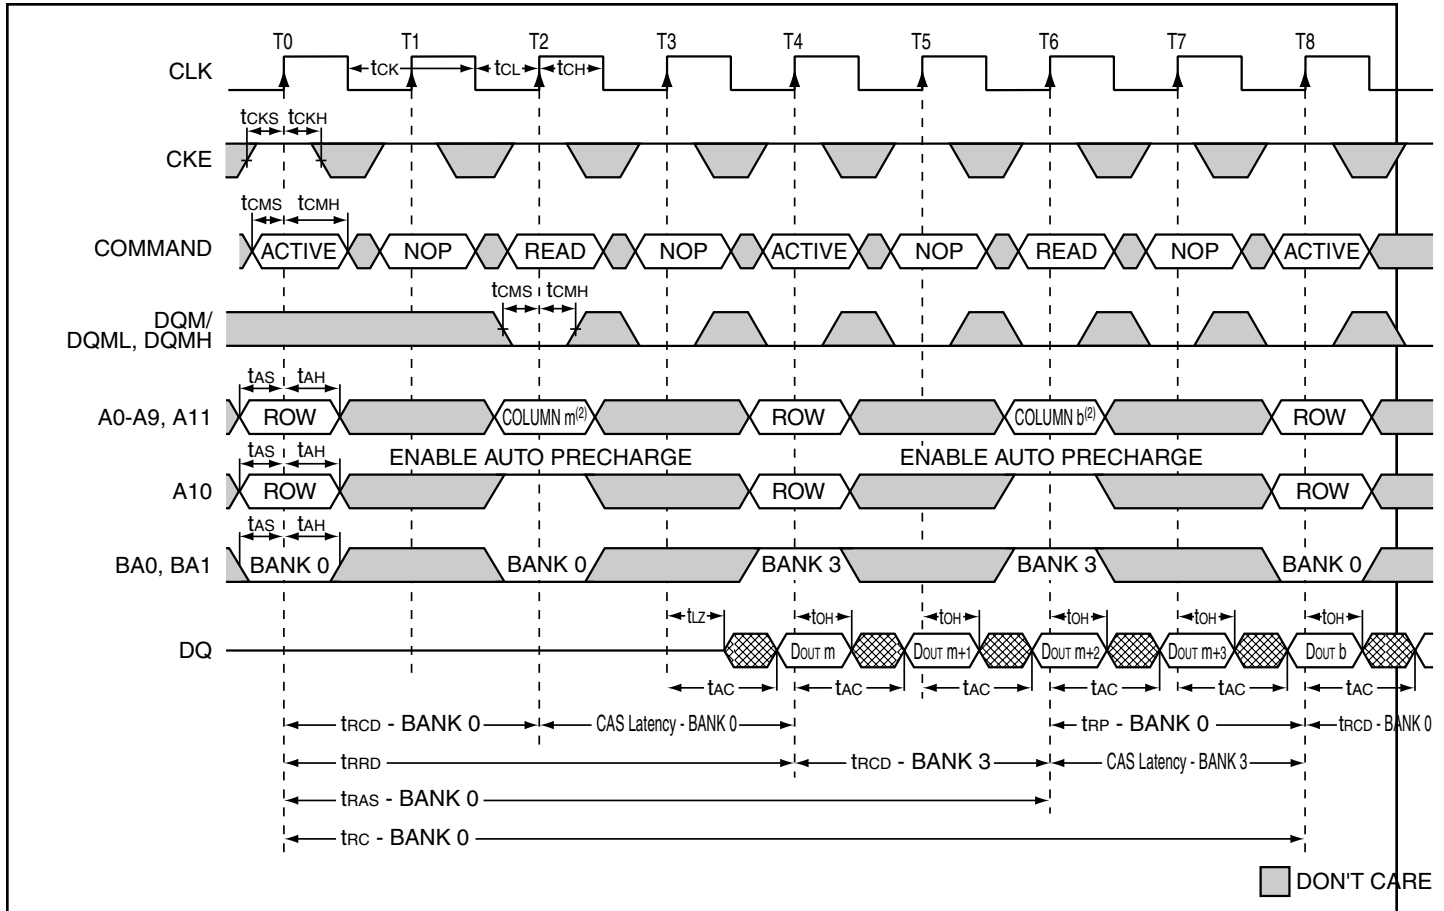 T0 T1 T2 T3 T4 T5 T6 T7 T8
CLK tCK tCL tCH
tCKS tCKH
CKE
tCMS tCMH
COMMAND ACTIVE NOP READ NOP ACTIVE NOP READ NOP ACTIVE
tCMS tCMH
DQM/
DQML, DQMH
tAS tAH
A0-A9, A11 ROW COLUMN m(2) ROW COLUMN b(2) ROW
tAS tAH ENABLE AUTO PRECHARGE ENABLE AUTO PRECHARGE
A10 ROW ROW ROW
tAS tAH
BA0, BA1 BANK 0 BANK 0 BANK 3 BANK 3 BANK 0
tLZ tOH tOH tOH tOH tOH
DQ DOUT m DOUT m+1 DOUT m+2 DOUT m+3 DOUT b
tAC tAC tAC tAC tAC tAC
tRCD - BANK 0 CAS Latency - BANK 0 tRP - BANK 0 tRCD - BANK 0
tRRD tRCD - BANK 3 CAS Latency - BANK 3
tRAS - BANK 0
tRC - BANK 0
DON'T CARE